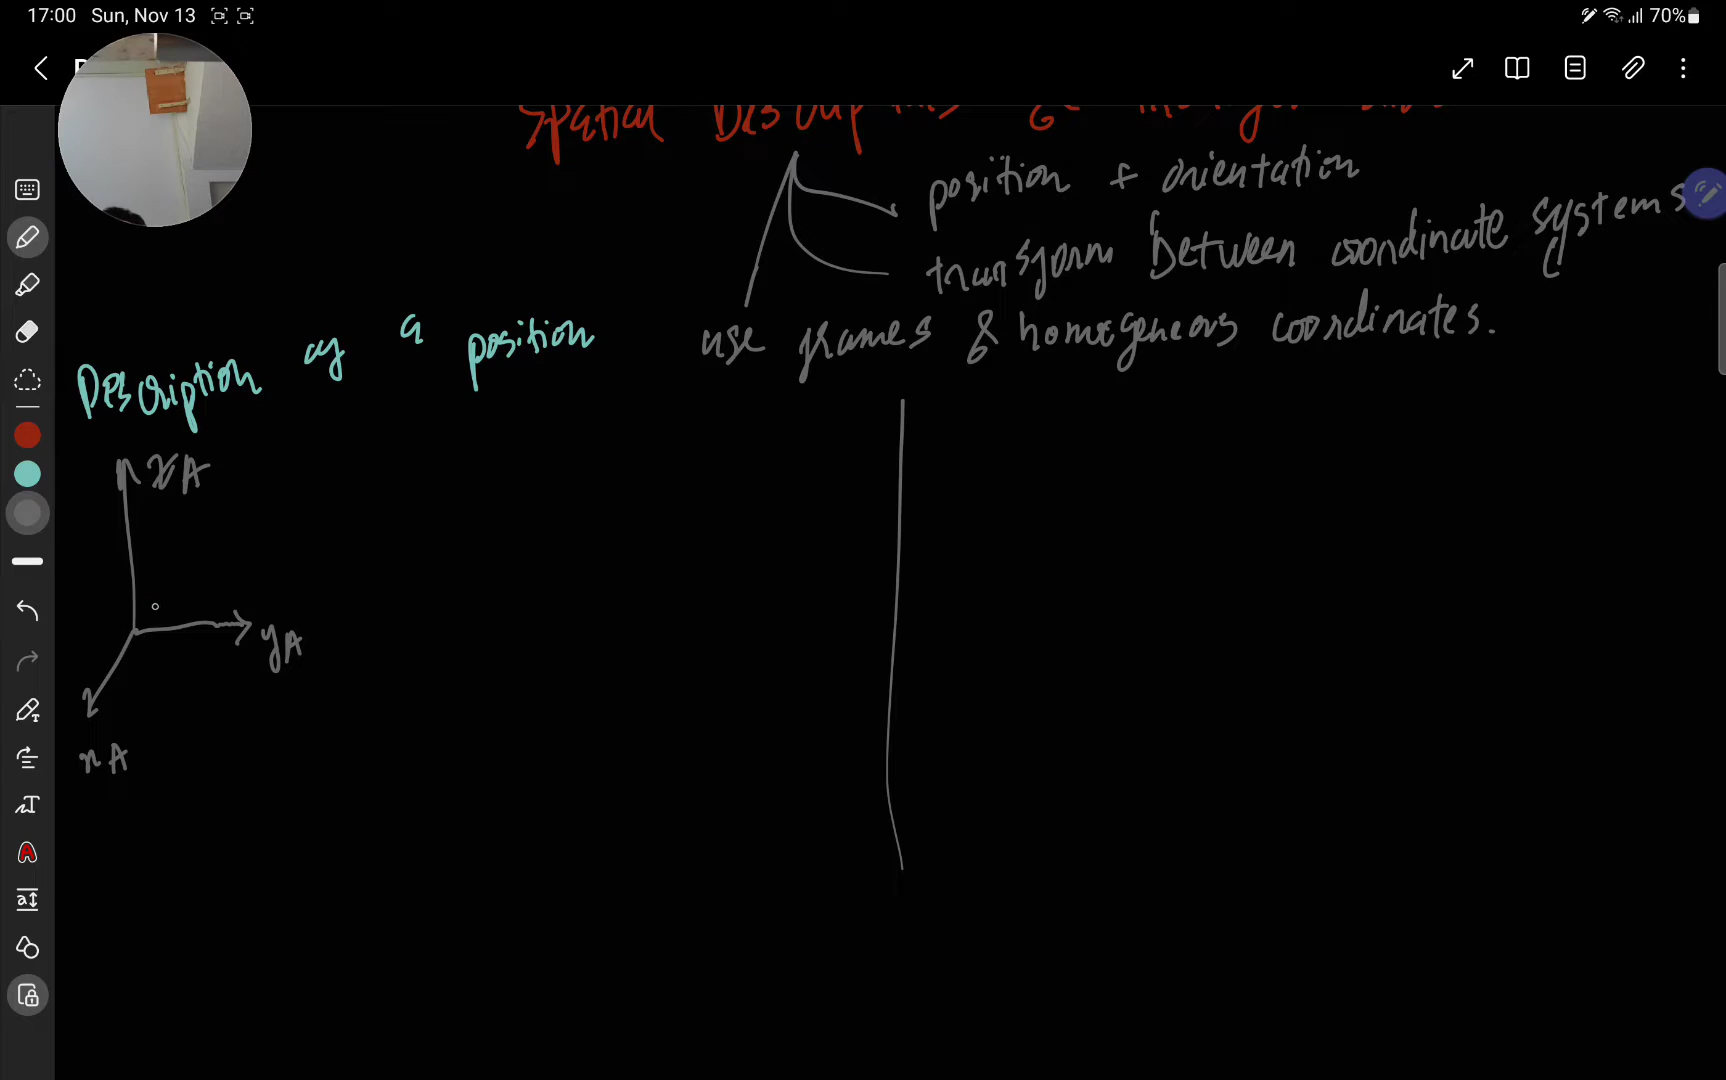 17:00 Sun, Nov 13 70%
Spatial
position + orientation
transform between coordinate systems
use frames & homogeneous coordinates.
Description of a position
ZA
yA
xA